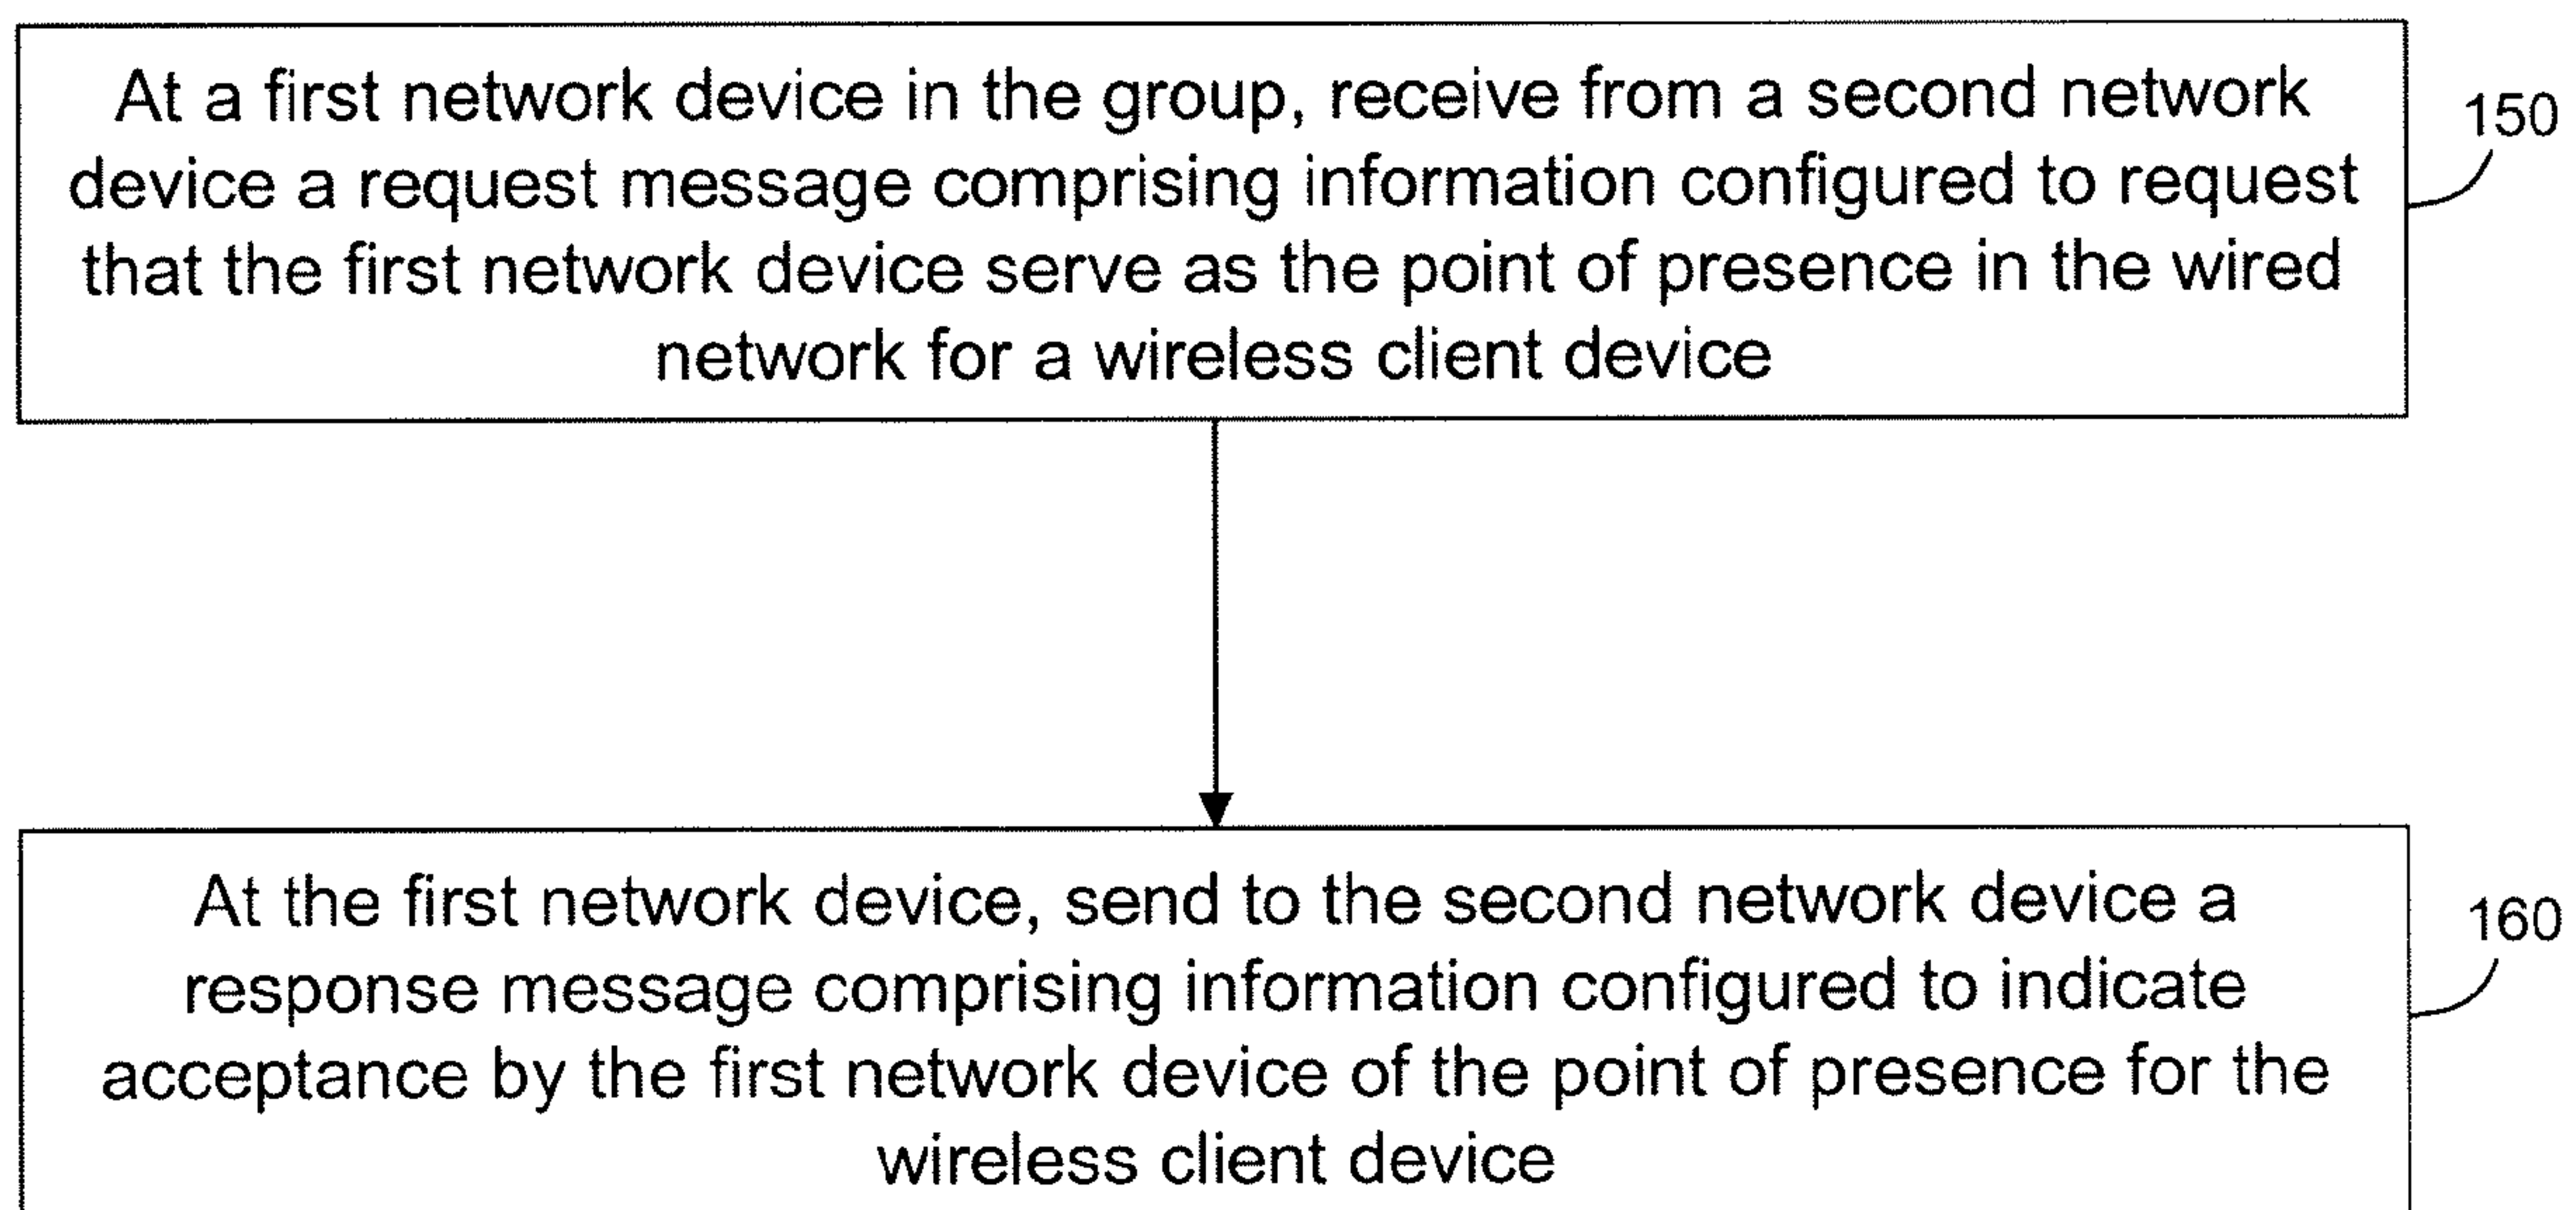 At a first network device in the group, receive from a second network
device a request message comprising information configured to request
that the first network device serve as the point of presence in the wired
network for a wireless client device
150
At the first network device, send to the second network device a
response message comprising information configured to indicate
acceptance by the first network device of the point of presence for the
wireless client device
160